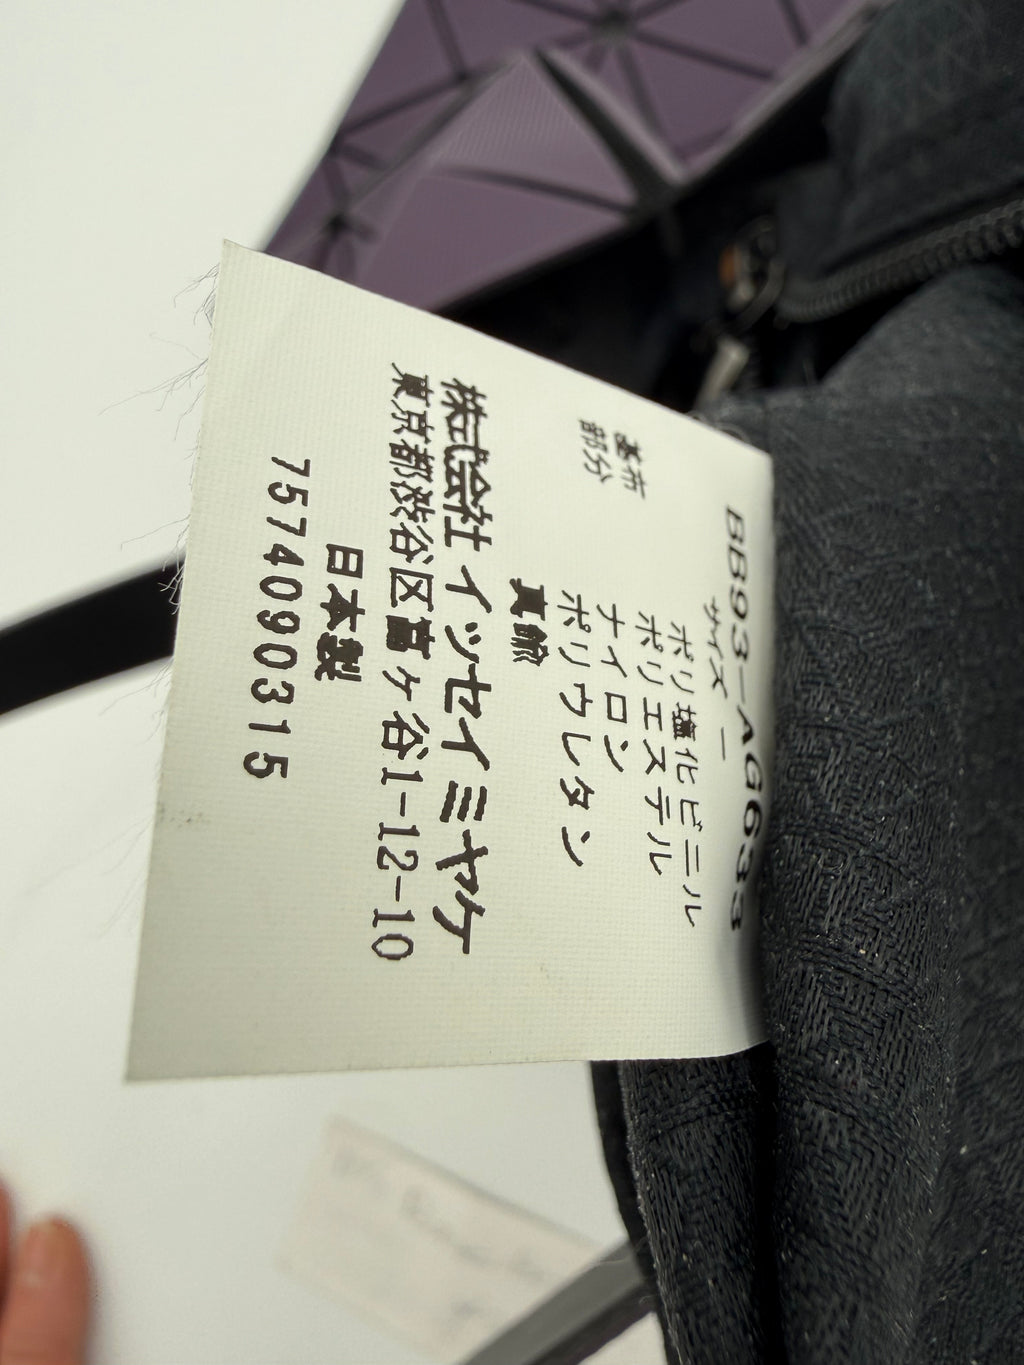 BB93-AG633
サイズ —
ポリ塩化ビニル
基布 ポリエステル
部分 ナイロン
ポリウレタン
真鍮
株式会社 イッセイミヤケ
東京都渋谷区富ヶ谷1-12-10
日本製
7574090315